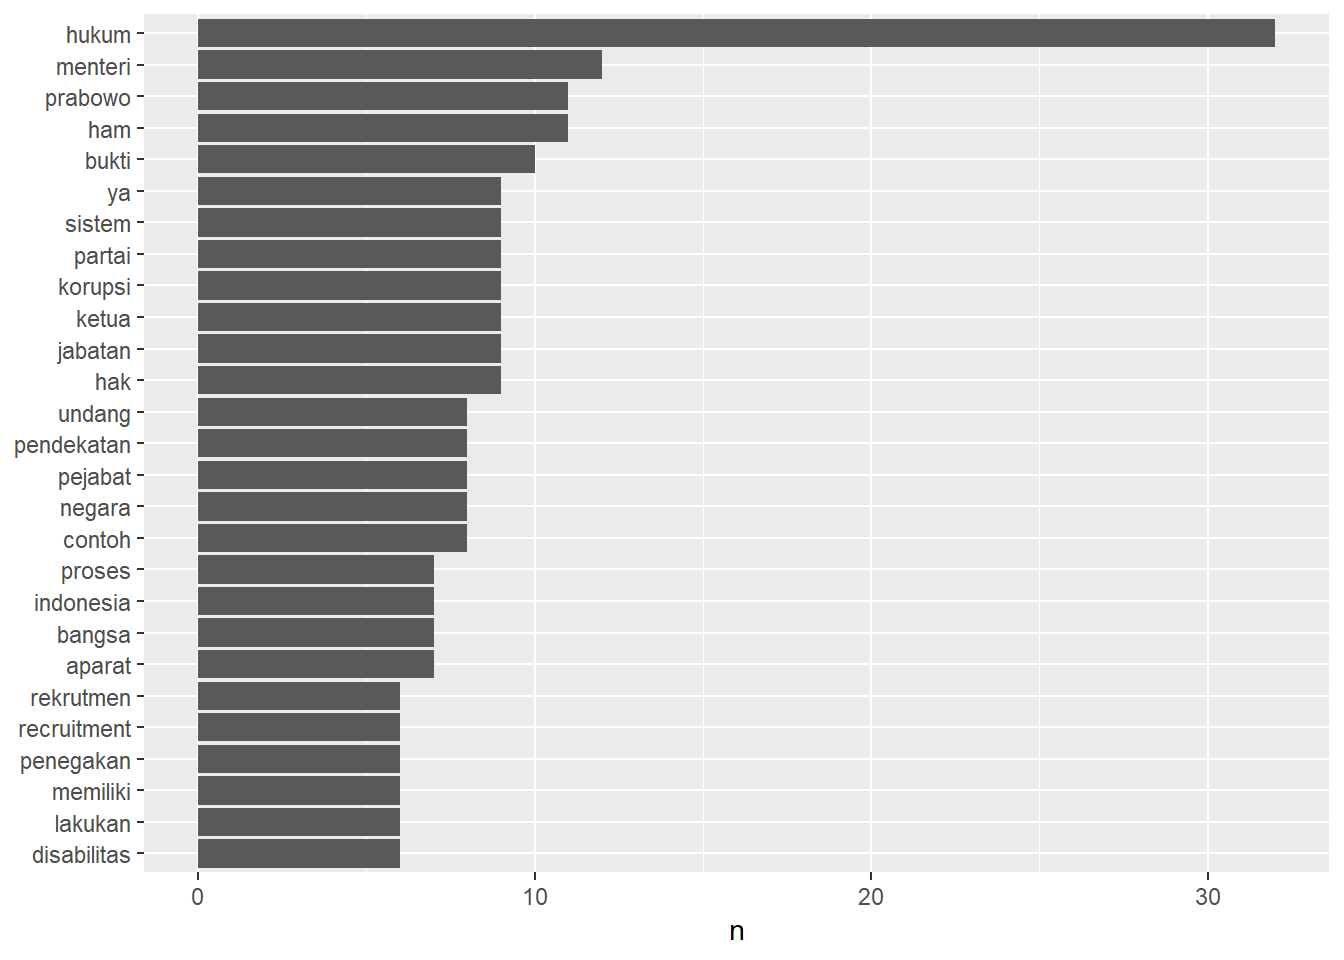 hukum
menteri
prabowo
ham
bukti
ya
sistem
partai
korupsi
ketua
jabatan
hak
undang
pendekatan
pejabat
negara
contoh
proses
indonesia
bangsa
aparat
rekrutmen
recruitment
penegakan
memiliki
lakukan
disabilitas
0 10 20 30
n